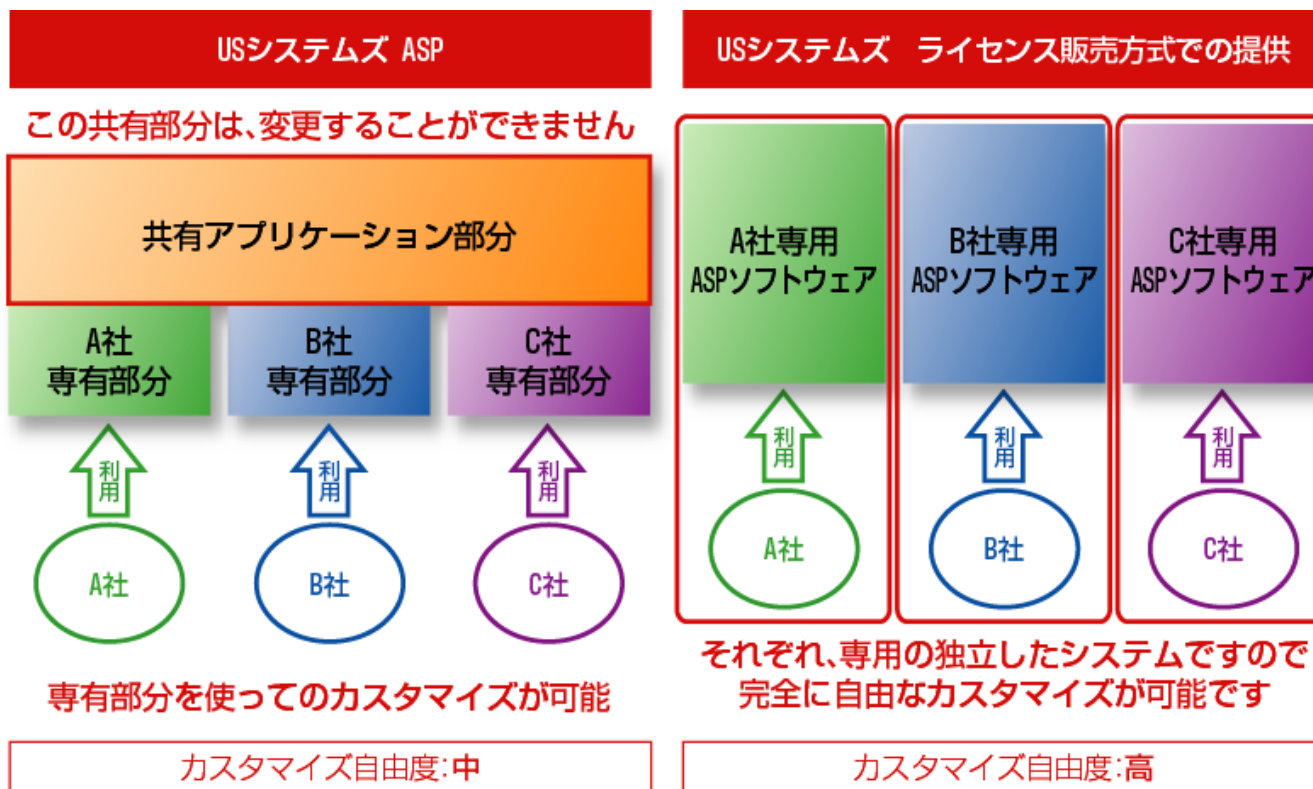 USシステムズ ASP
この共有部分は、変更することができません
共有アプリケーション部分
A社
専有部分
B社
専有部分
C社
専有部分
利用
利用
利用
A社
B社
C社
専有部分を使ってのカスタマイズが可能
カスタマイズ自由度:中
USシステムズ ライセンス販売方式での提供
A社専用
ASPソフトウェア
B社専用
ASPソフトウェア
C社専用
ASPソフトウェア
利用
利用
利用
A社
B社
C社
それぞれ、専用の独立したシステムですので
完全に自由なカスタマイズが可能です
カスタマイズ自由度:高